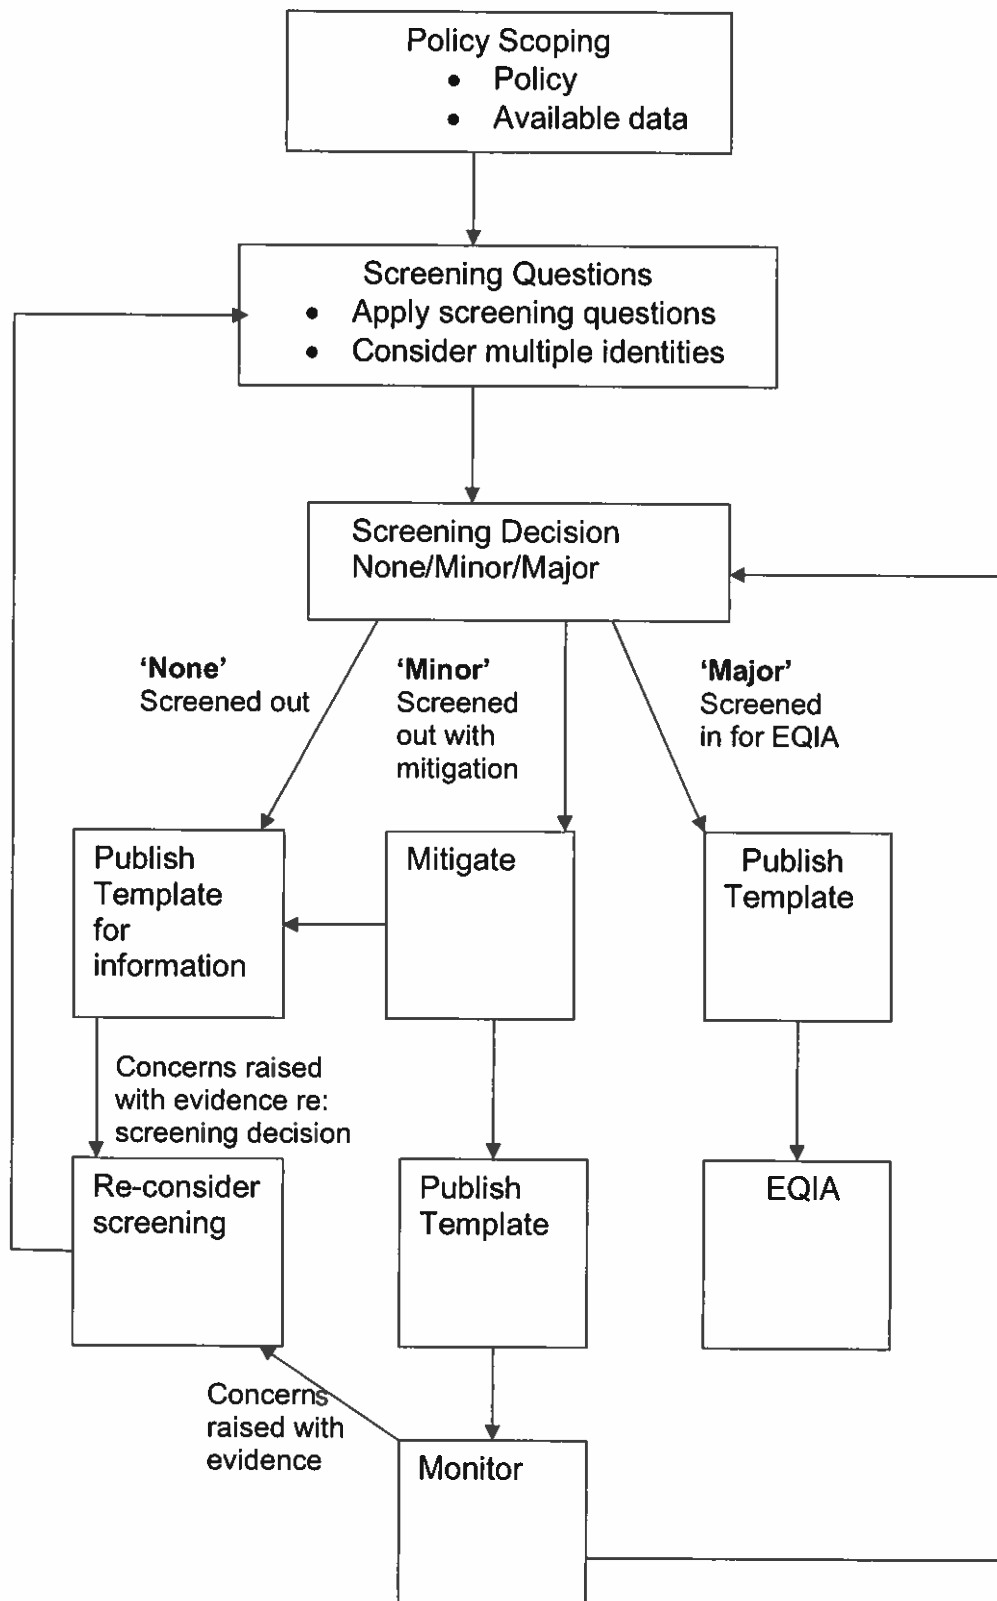 Policy Scoping
• Policy
• Available data
Screening Questions
• Apply screening questions
• Consider multiple identities
Screening Decision
None/Minor/Major
‘None’
Screened out
‘Minor’
Screened
out with
mitigation
‘Major’
Screened
in for EQIA
Publish
Template
for
information
Mitigate
Publish
Template
Concerns raised
with evidence re:
screening decision
Re-consider
screening
Publish
Template
EQIA
Concerns
raised with
evidence
Monitor